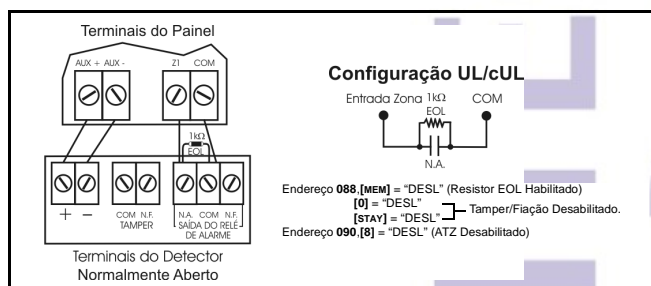 Terminais do Painel
AUX + AUX - Z1 COM
1kΩ
EOL
+ - COM N.F. N.A. COM N.F.
TAMPER SAÍDA DO RELÉ
DE ALARME
Terminais do Detector
Normalmente Aberto
Configuração UL/cUL
Entrada Zona 1kΩ COM
EOL
N.A.
Endereço 088,[MEM] = “DESL” (Resistor EOL Habilitado)
[0] = “DESL”
[STAY] = “DESL” Tamper/Fiação Desabilitado.
Endereço 090,[8] = “DESL” (ATZ Desabilitado)